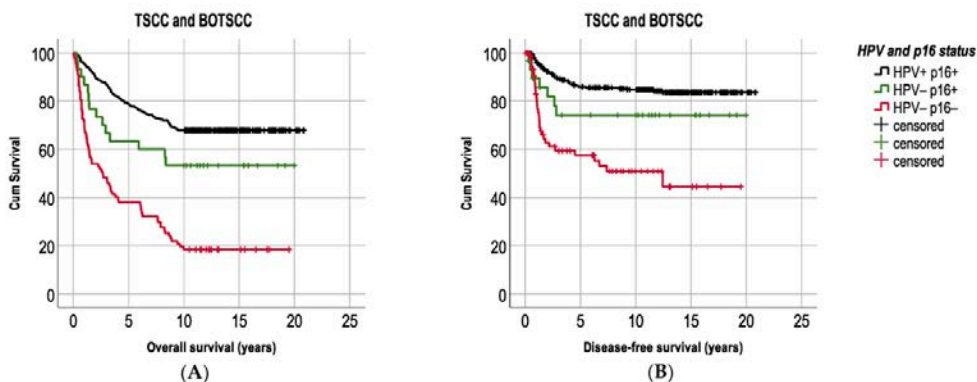 TSCC and BOTSCC
100
80
60
40
20
0
Cum Survival
0 5 10 15 20 25
Overall survival (years)
(A)
TSCC and BOTSCC
100
80
60
40
20
0
Cum Survival
0 5 10 15 20 25
Disease-free survival (years)
(B)
HPV and p16 status
HPV+ p16+
HPV– p16+
HPV– p16–
censored
censored
censored